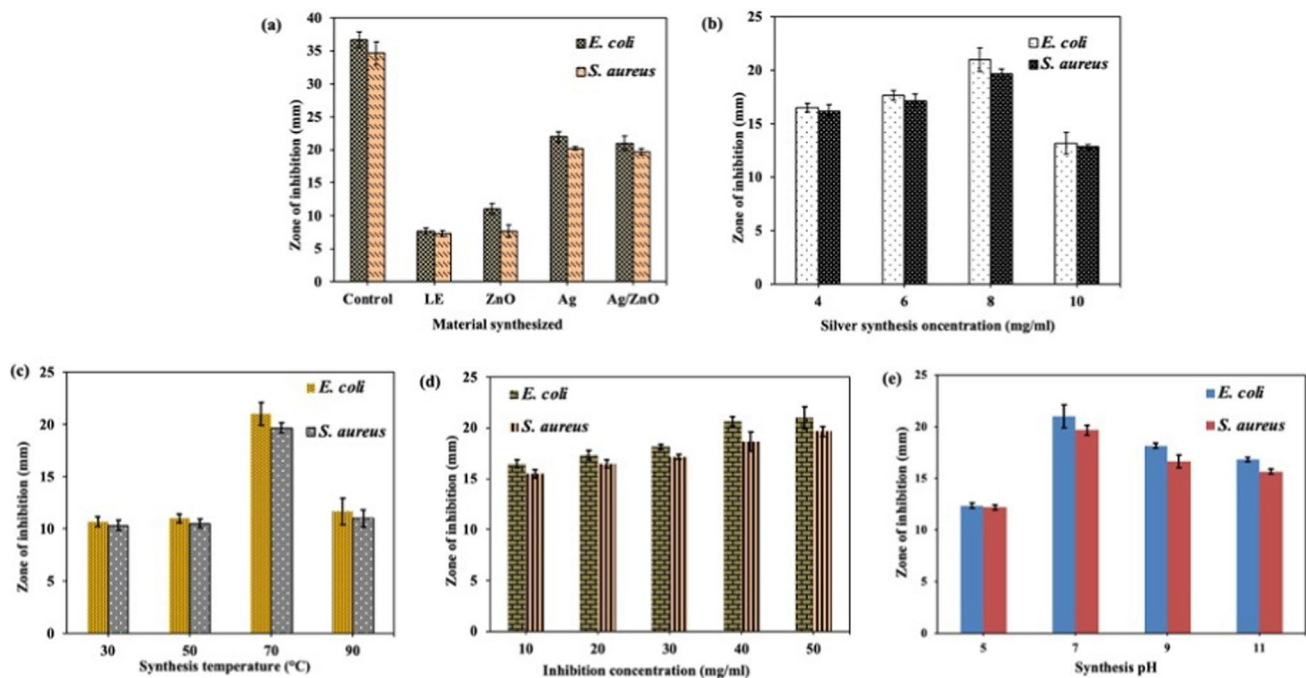 (a)
Zone of inhibition (mm)
40
35
30
25
20
15
10
5
0
E. coli
S. aureus
Control LE ZnO Ag Ag/ZnO
Material synthesized
(b)
Zone of inhibition (mm)
25
20
15
10
5
0
E. coli
S. aureus
4 6 8 10
Silver synthesis oncentration (mg/ml)
(c)
Zone of inhibition (mm)
25
20
15
10
5
0
E. coli
S. aureus
30 50 70 90
Synthesis temperature (°C)
(d)
Zone of inhibition (mm)
25
20
15
10
5
0
E. coli
S. aureus
10 20 30 40 50
Inhibition concentration (mg/ml)
(e)
Zone of inhibition (mm)
25
20
15
10
5
0
E. coli
S. aureus
5 7 9 11
Synthesis pH